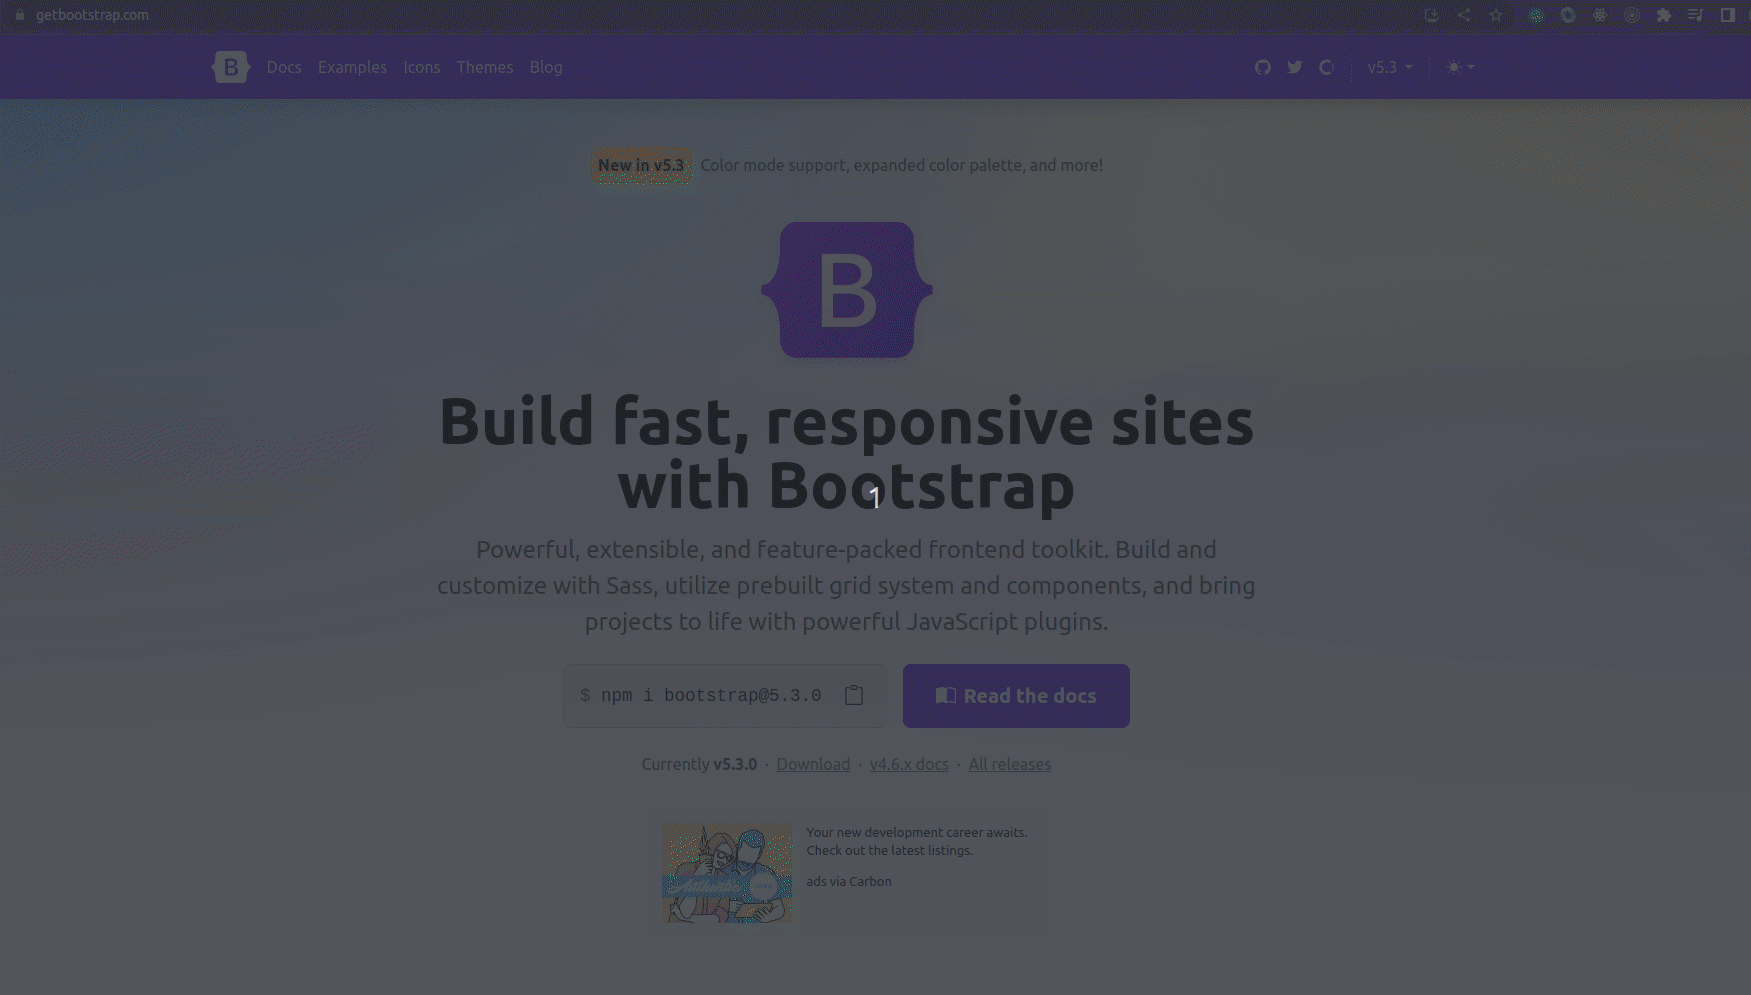 getbootstrap.com
B Docs Examples Icons Themes Blog v5.3
New in v5.3 Color mode support, expanded color palette, and more!
B
Build fast, responsive sites
with Bootstrap
1
Powerful, extensible, and feature-packed frontend toolkit. Build and
customize with Sass, utilize prebuilt grid system and components, and bring
projects to life with powerful JavaScript plugins.
$ npm i bootstrap@5.3.0 Read the docs
Currently v5.3.0 · Download · v4.6.x docs · All releases
Your new development career awaits.
Check out the latest listings.
Authentic
ads via Carbon